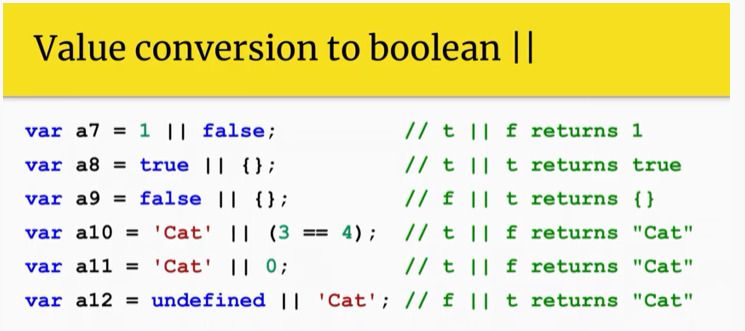 Value conversion to boolean ||
var a7 = 1 || false; // t || f returns 1
var a8 = true || {}; // t || t returns true
var a9 = false || {}; // f || t returns {}
var a10 = 'Cat' || (3 == 4); // t || f returns "Cat"
var a11 = 'Cat' || 0; // t || f returns "Cat"
var a12 = undefined || 'Cat'; // f || t returns "Cat"